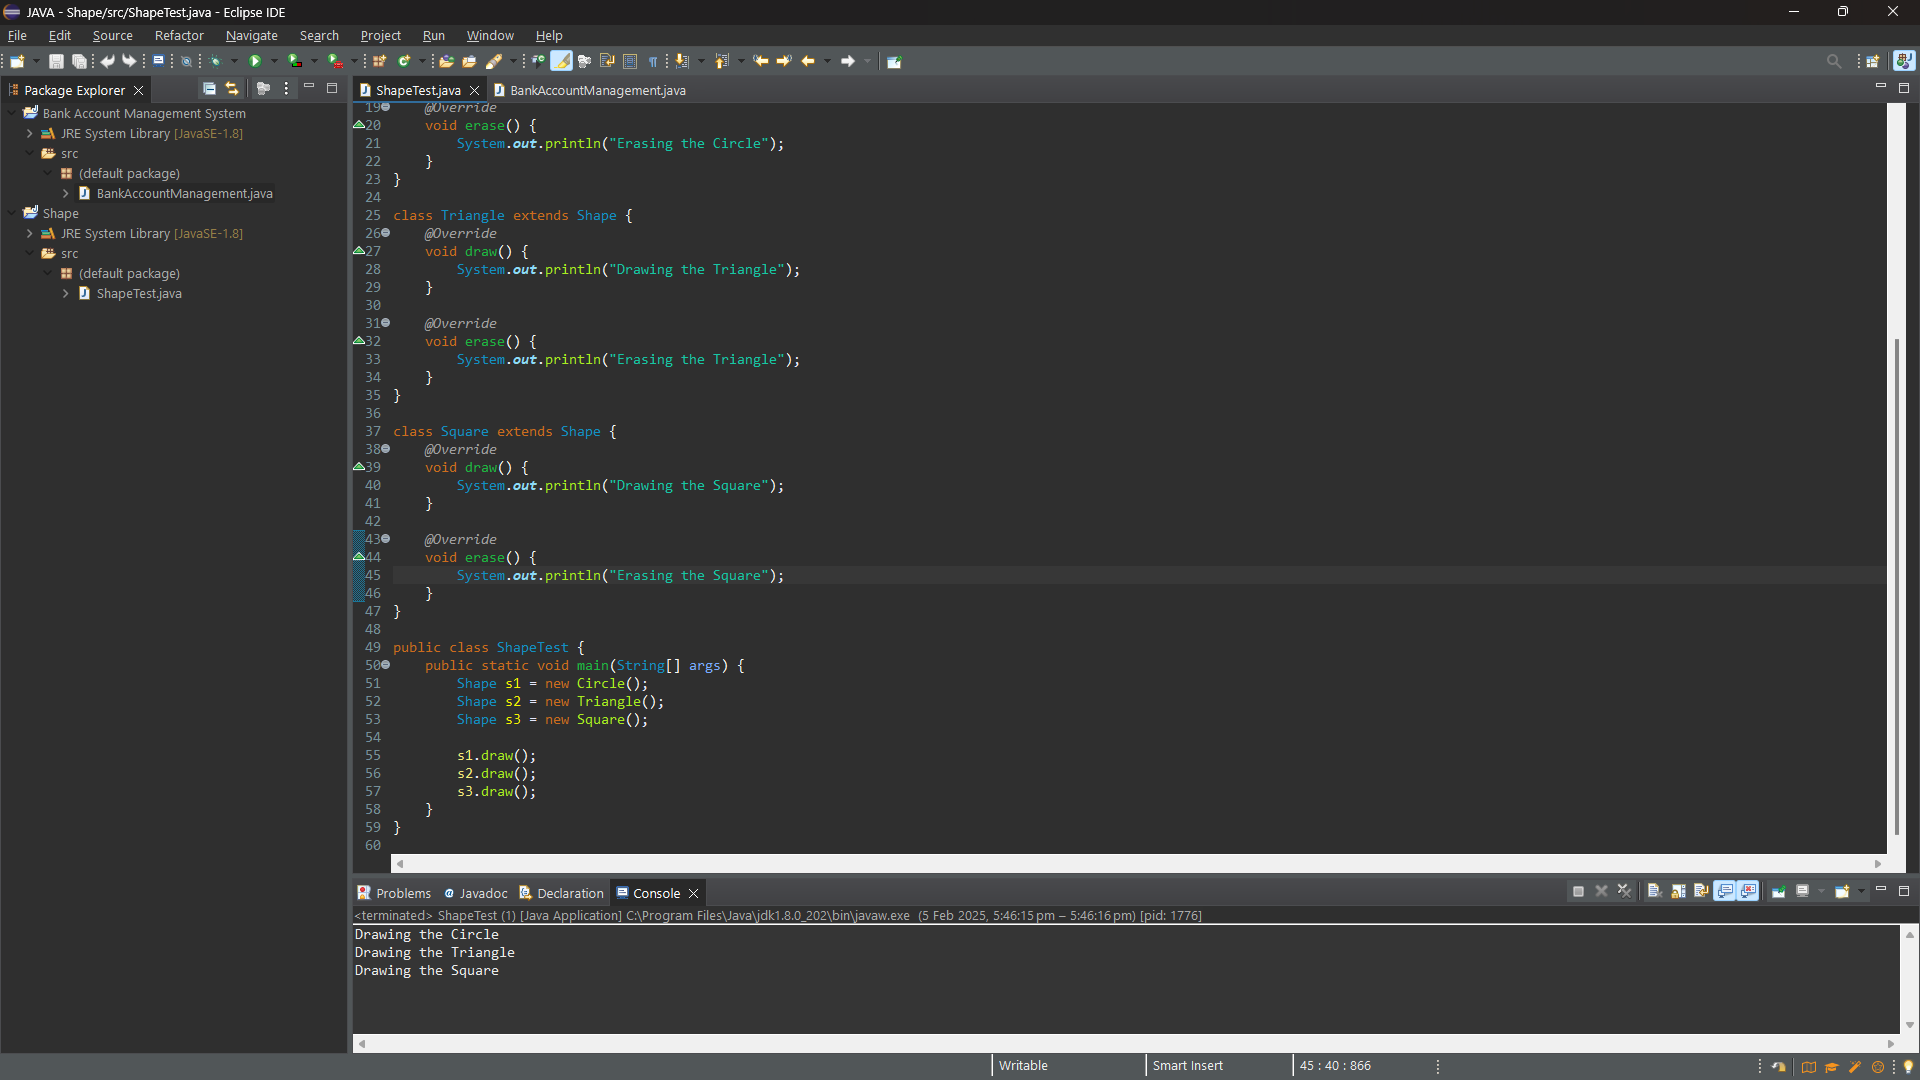 JAVA - Shape/src/ShapeTest.java - Eclipse IDE
File Edit Source Refactor Navigate Search Project Run Window Help
Package Explorer
Bank Account Management System
JRE System Library [JavaSE-1.8]
src
(default package)
BankAccountManagement.java
Shape
JRE System Library [JavaSE-1.8]
src
(default package)
ShapeTest.java
ShapeTest.java BankAccountManagement.java
19 @Override
20 void erase() {
21 System.out.println("Erasing the Circle");
22 }
23 }
24
25 class Triangle extends Shape {
26 @Override
27 void draw() {
28 System.out.println("Drawing the Triangle");
29 }
30
31 @Override
32 void erase() {
33 System.out.println("Erasing the Triangle");
34 }
35 }
36
37 class Square extends Shape {
38 @Override
39 void draw() {
40 System.out.println("Drawing the Square");
41 }
42
43 @Override
44 void erase() {
45 System.out.println("Erasing the Square");
46 }
47 }
48
49 public class ShapeTest {
50 public static void main(String[] args) {
51 Shape s1 = new Circle();
52 Shape s2 = new Triangle();
53 Shape s3 = new Square();
54
55 s1.draw();
56 s2.draw();
57 s3.draw();
58 }
59 }
60
Problems Javadoc Declaration Console
<terminated> ShapeTest (1) [Java Application] C:\Program Files\Java\jdk1.8.0_202\bin\javaw.exe (5 Feb 2025, 5:46:15 pm – 5:46:16 pm) [pid: 1776]
Drawing the Circle
Drawing the Triangle
Drawing the Square
Writable Smart Insert 45 : 40 : 866